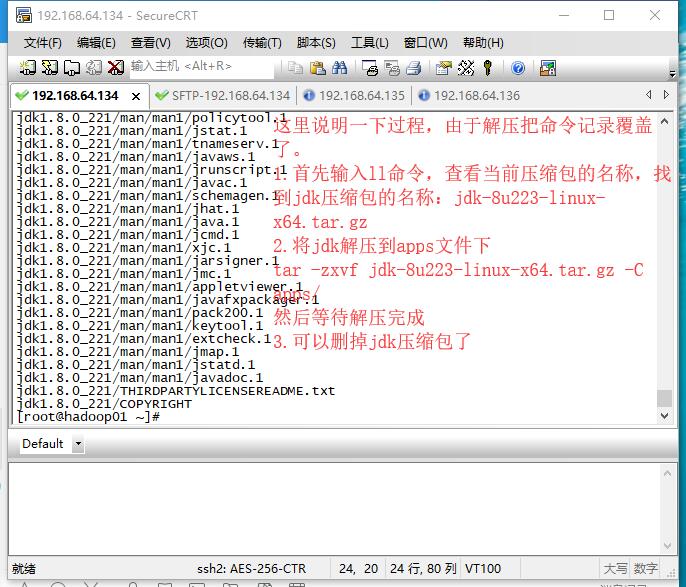 192.168.64.134 - SecureCRT
文件(F) 编辑(E) 查看(V) 选项(O) 传输(T) 脚本(S) 工具(L) 窗口(W) 帮助(H)
输入主机 <Alt+R>
192.168.64.134 SFTP-192.168.64.134 192.168.64.135 192.168.64.136
jdk1.8.0_221/man/man1/policytool.1
jdk1.8.0_221/man/man1/jstat.1
jdk1.8.0_221/man/man1/tnameserv.1
jdk1.8.0_221/man/man1/javaws.1
jdk1.8.0_221/man/man1/jrunscript.1
jdk1.8.0_221/man/man1/javac.1
jdk1.8.0_221/man/man1/schemagen.1
jdk1.8.0_221/man/man1/jhat.1
jdk1.8.0_221/man/man1/java.1
jdk1.8.0_221/man/man1/jcmd.1
jdk1.8.0_221/man/man1/xjc.1
jdk1.8.0_221/man/man1/jarsigner.1
jdk1.8.0_221/man/man1/jmc.1
jdk1.8.0_221/man/man1/appletviewer.1
jdk1.8.0_221/man/man1/javafxpackager.1
jdk1.8.0_221/man/man1/pack200.1
jdk1.8.0_221/man/man1/keytool.1
jdk1.8.0_221/man/man1/extcheck.1
jdk1.8.0_221/man/man1/jmap.1
jdk1.8.0_221/man/man1/jstatd.1
jdk1.8.0_221/man/man1/javadoc.1
jdk1.8.0_221/THIRDPARTYLICENSEREADME.txt
jdk1.8.0_221/COPYRIGHT
[root@hadoop01 ~]#
这里说明一下过程，由于解压把命令记录覆盖
了。
1.首先输入ll命令，查看当前压缩包的名称，找
到jdk压缩包的名称：jdk-8u223-linux-
x64.tar.gz
2.将jdk解压到apps文件下
tar -zxvf jdk-8u223-linux-x64.tar.gz -C
apps/
然后等待解压完成
3.可以删掉jdk压缩包了
Default
就绪 ssh2: AES-256-CTR 24, 20 24 行, 80 列 VT100 大写 数字